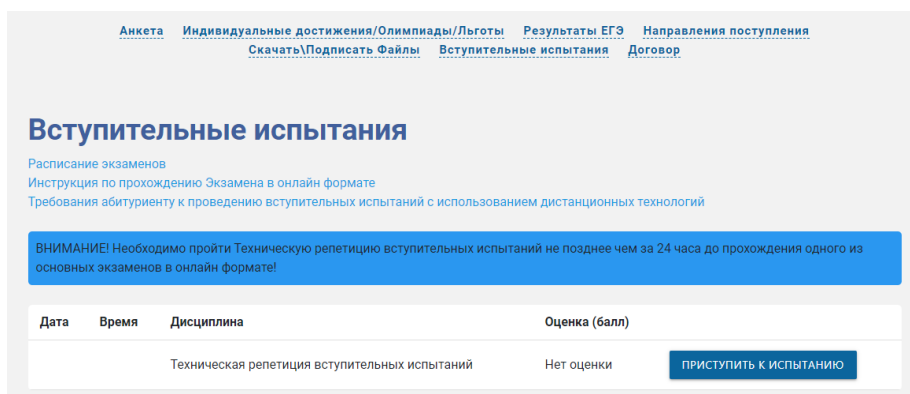 Анкета Индивидуальные достижения/Олимпиады/Льготы Результаты ЕГЭ Направления поступления
Скачать\Подписать Файлы Вступительные испытания Договор
Вступительные испытания
Расписание экзаменов
Инструкция по прохождению Экзамена в онлайн формате
Требования абитуриенту к проведению вступительных испытаний с использованием дистанционных технологий
ВНИМАНИЕ! Необходимо пройти Техническую репетицию вступительных испытаний не позднее чем за 24 часа до прохождения одного из
основных экзаменов в онлайн формате!
Дата Время Дисциплина Оценка (балл)
Техническая репетиция вступительных испытаний Нет оценки ПРИСТУПИТЬ К ИСПЫТАНИЮ